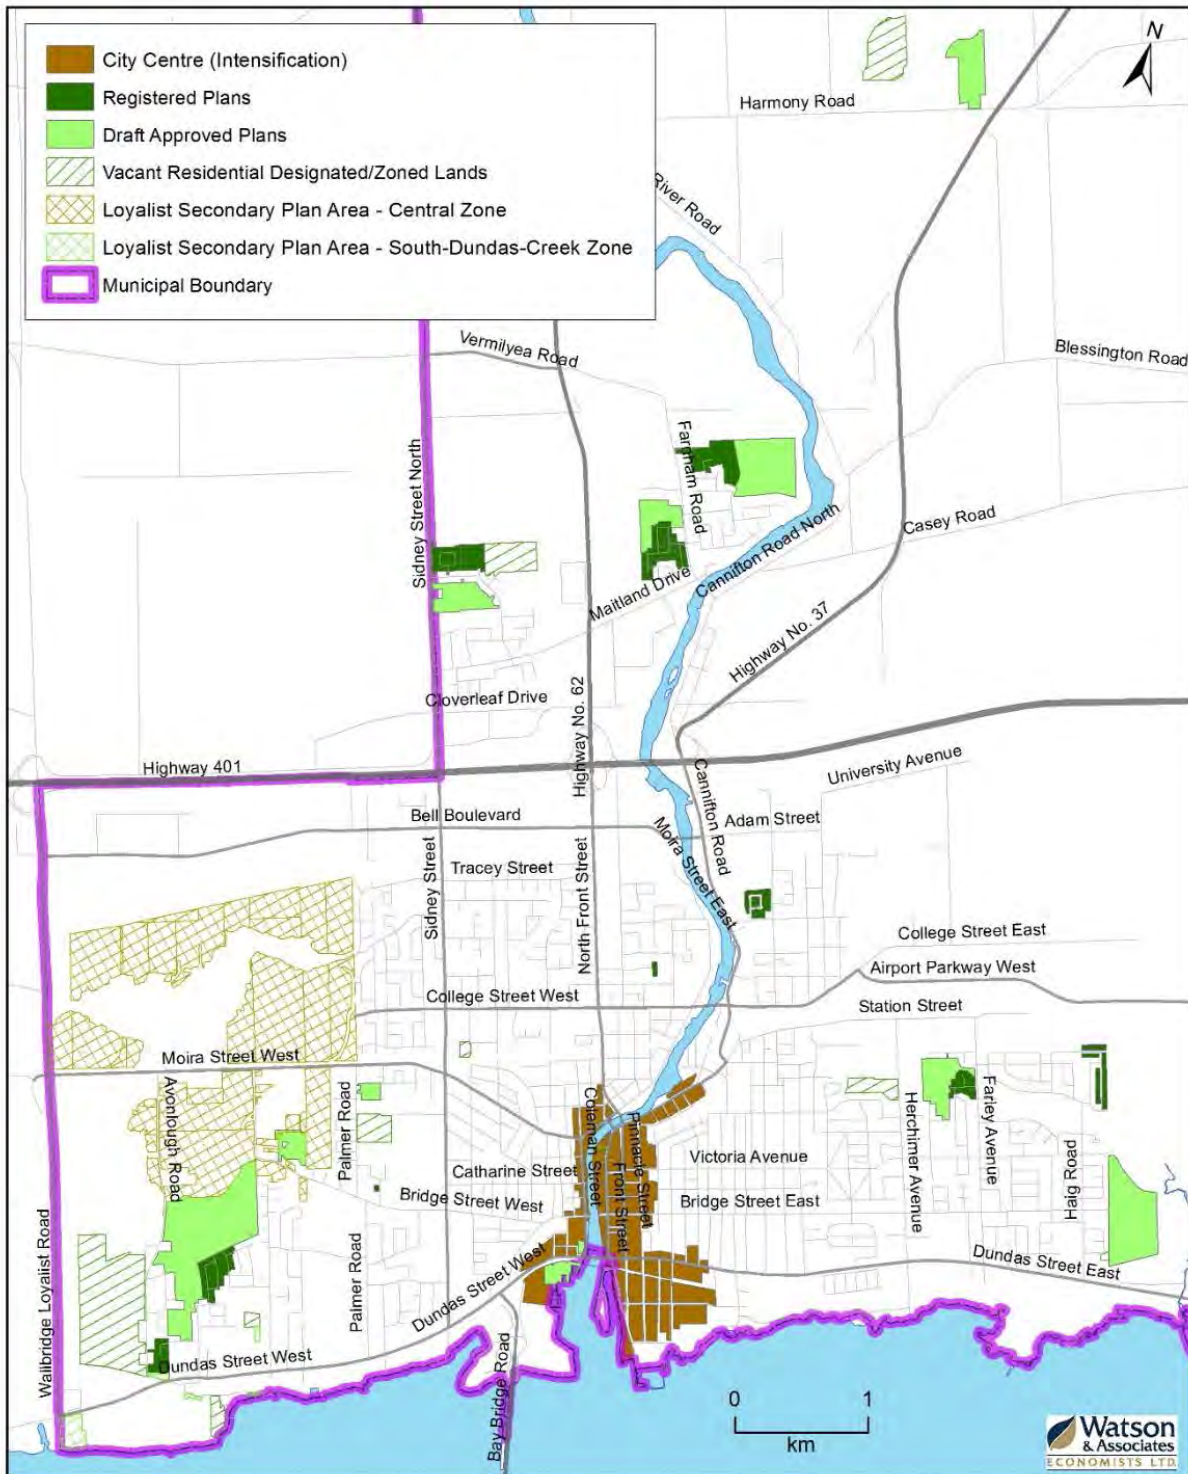 City Centre (Intensification)
Registered Plans
Draft Approved Plans
Vacant Residential Designated/Zoned Lands
Loyalist Secondary Plan Area - Central Zone
Loyalist Secondary Plan Area - South-Dundas-Creek Zone
Municipal Boundary
N
Harmony Road
River Road
Vermilyea Road
Blessington Road
Farnham Road
Sidney Street North
Casey Road
Cannifton Road North
Maitland Drive
Highway No. 37
Cloverleaf Drive
Highway No. 62
Highway 401
University Avenue
Cannifton Road
Bell Boulevard
Adam Street
Moira Street East
Tracey Street
Sidney Street
North Front Street
College Street East
Airport Parkway West
College Street West
Station Street
Moira Street West
Avonlough Road
Palmer Road
Coleman Street
Pinnacle Street
Front Street
Herchimer Avenue
Farley Avenue
Haig Road
Victoria Avenue
Catharine Street
Bridge Street West
Bridge Street East
Wallbridge Loyalist Road
Palmer Road
Dundas Street West
Dundas Street East
Dundas Street West
Bay Bridge Road
0 1
km
Watson
& Associates
ECONOMISTS LTD.